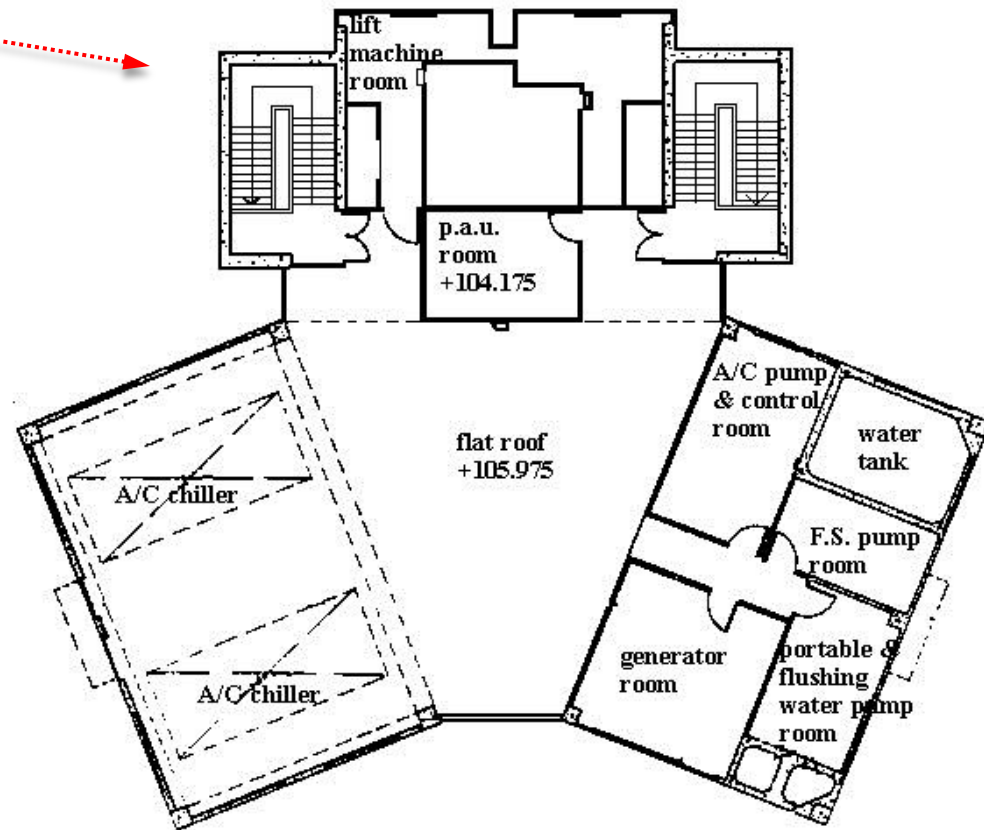 lift
machine
room
p.a.u.
room
+104.175
A/C pump
& control
room
water
tank
flat roof
+105.975
A/C chiller
F.S. pump
room
generator
room
portable &
flushing
water pump
room
A/C chiller